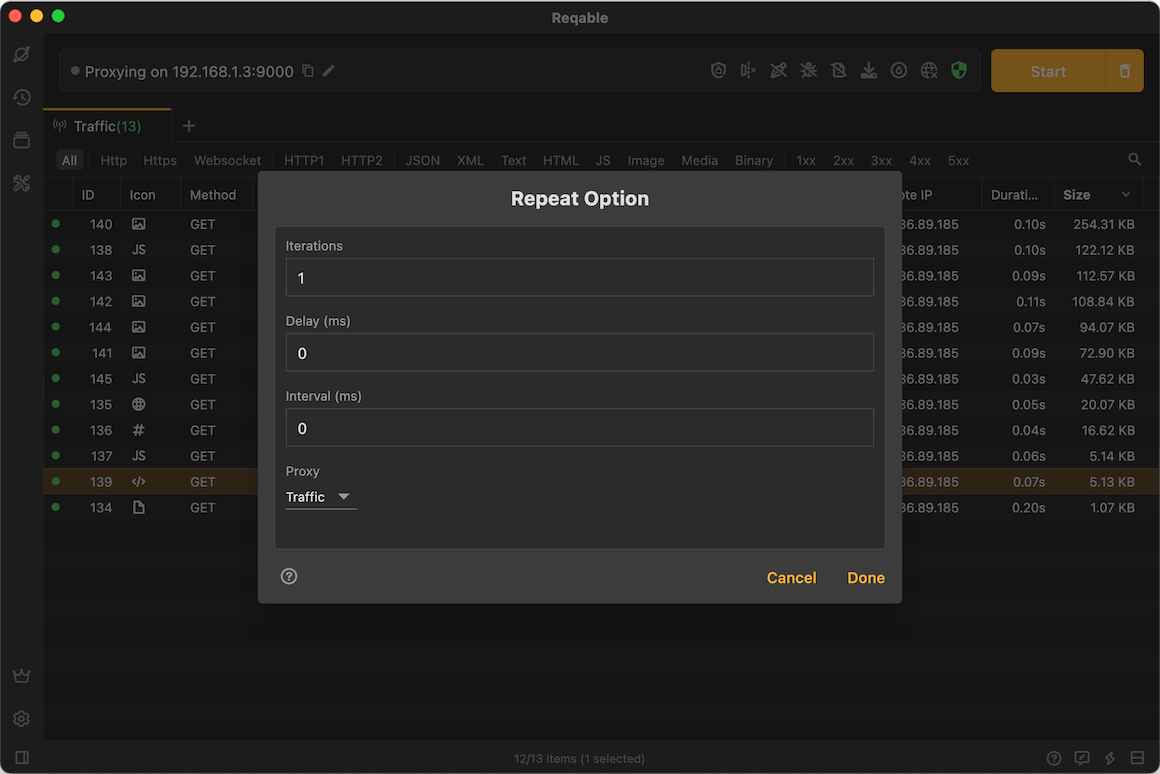 Reqable
Proxying on 192.168.1.3:9000
Start
Traffic(13)
All Http Https Websocket HTTP1 HTTP2 JSON XML Text HTML JS Image Media Binary 1xx 2xx 3xx 4xx 5xx
ID Icon Method IP Durati... Size
140 GET 36.89.185 0.10s 254.31 KB
138 JS GET 36.89.185 0.10s 122.12 KB
143 GET 36.89.185 0.09s 112.57 KB
142 GET 36.89.185 0.11s 108.84 KB
144 GET 36.89.185 0.07s 94.07 KB
141 GET 36.89.185 0.09s 72.90 KB
145 JS GET 36.89.185 0.03s 47.62 KB
135 GET 36.89.185 0.05s 20.07 KB
136 # GET 36.89.185 0.04s 16.62 KB
137 JS GET 36.89.185 0.06s 5.14 KB
139 </> GET 36.89.185 0.07s 5.13 KB
134 GET 36.89.185 0.20s 1.07 KB
Repeat Option
Iterations
1
Delay (ms)
0
Interval (ms)
0
Proxy
Traffic
Cancel Done
12/13 items (1 selected)